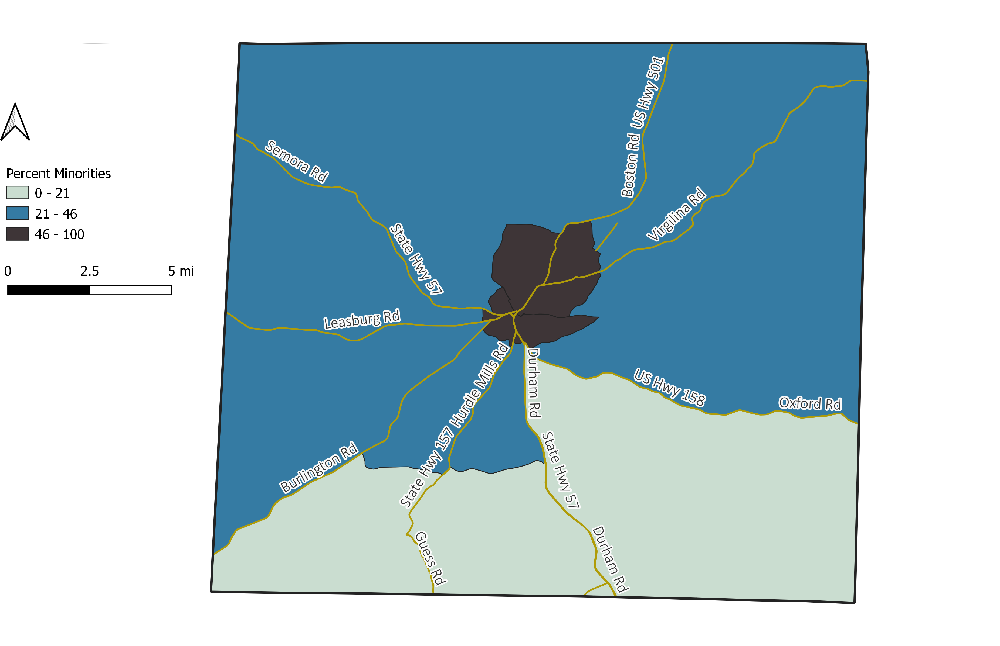 Boston Rd US Hwy 501
Semora Rd
Virgilina Rd
Percent Minorities
0 - 21
21 - 46
46 - 100
State Hwy 57
0 2.5 5 mi
Leasburg Rd
Durham Rd
State Hwy 157 Hurdle Mills Rd
US Hwy 158
Oxford Rd
State Hwy 57
Burlington Rd
Guess Rd
Durham Rd